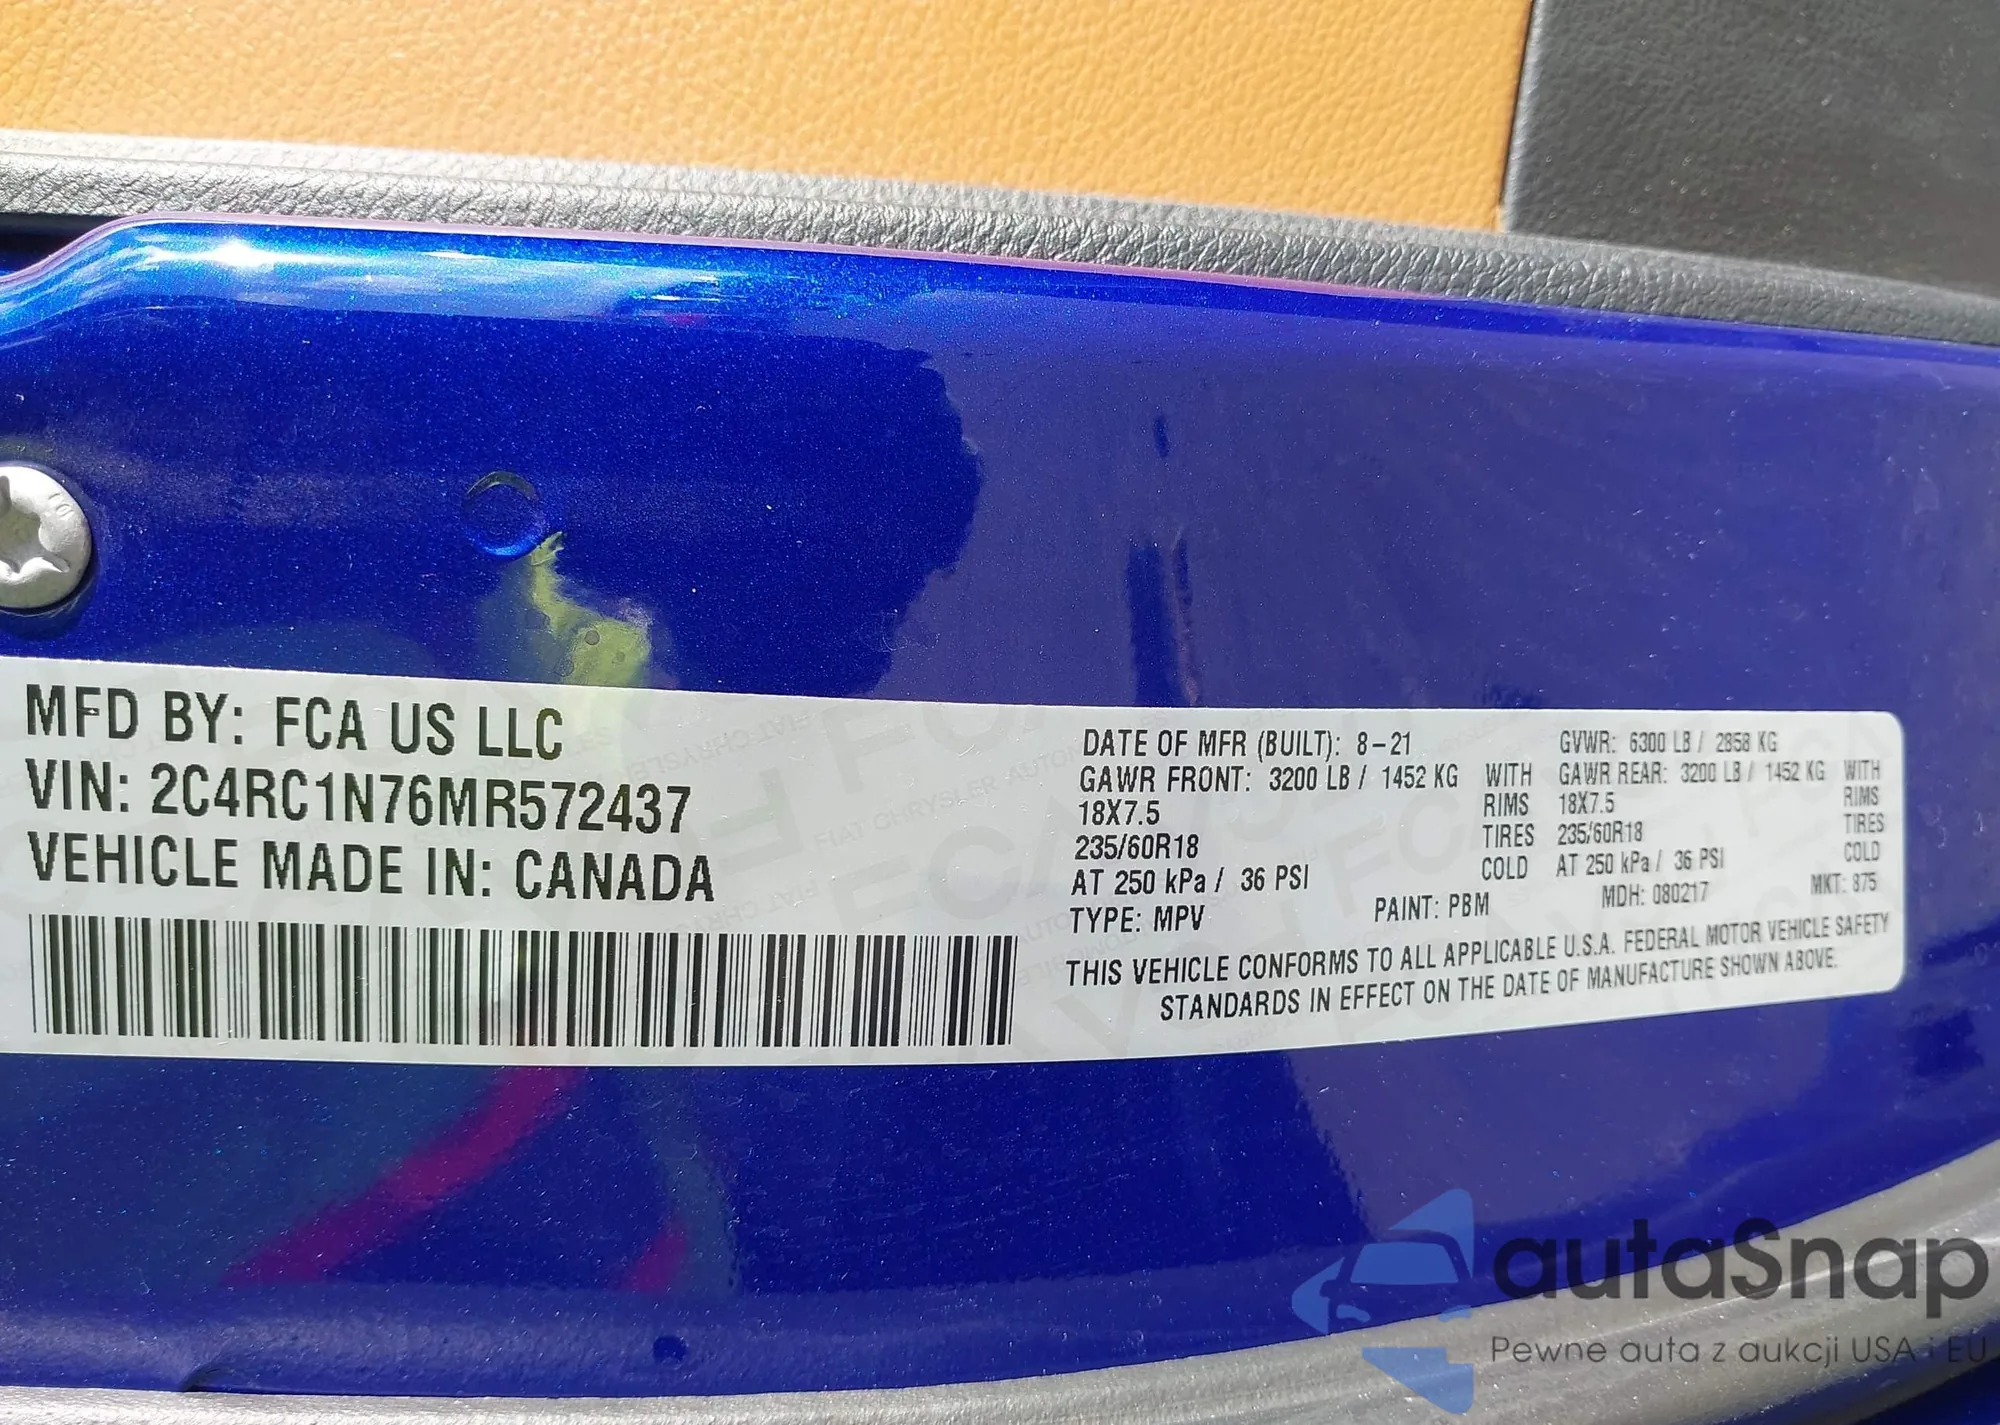 MFD BY: FCA US LLC
VIN: 2C4RC1N76MR572437
VEHICLE MADE IN: CANADA
DATE OF MFR (BUILT): 8-21 GVWR: 6300 LB / 2858 KG
GAWR FRONT: 3200 LB / 1452 KG WITH GAWR REAR: 3200 LB / 1452 KG WITH
18X7.5 RIMS 18X7.5 RIMS
235/60R18 TIRES 235/60R18 TIRES
AT 250 kPa / 36 PSI COLD AT 250 kPa / 36 PSI COLD
TYPE: MPV PAINT: PBM MDH: 080217 MKT: 875
THIS VEHICLE CONFORMS TO ALL APPLICABLE U.S.A. FEDERAL MOTOR VEHICLE SAFETY
STANDARDS IN EFFECT ON THE DATE OF MANUFACTURE SHOWN ABOVE.
autaSnap
Pewne auta z aukcji USA i EU